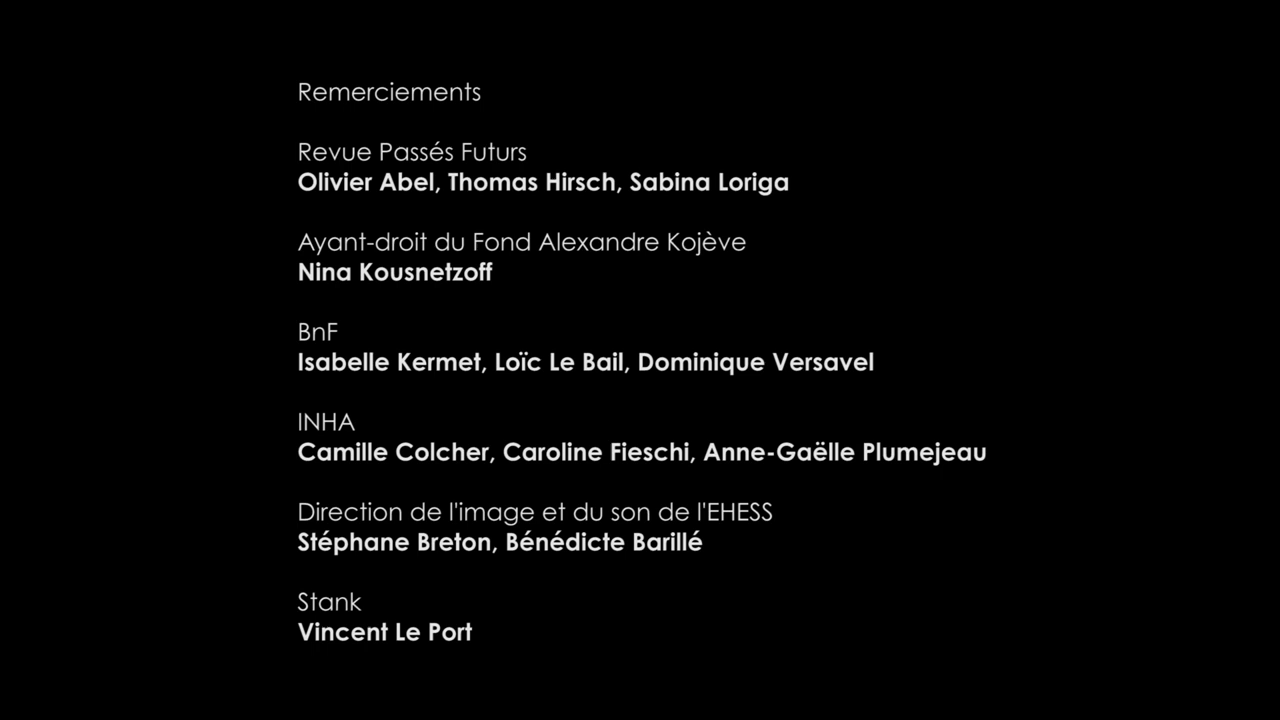 Remerciements
Revue Passés Futurs
Olivier Abel, Thomas Hirsch, Sabina Loriga
Ayant-droit du Fond Alexandre Kojève
Nina Kousnetzoff
BnF
Isabelle Kermet, Loïc Le Bail, Dominique Versavel
INHA
Camille Colcher, Caroline Fieschi, Anne-Gaëlle Plumejeau
Direction de l'image et du son de l'EHESS
Stéphane Breton, Bénédicte Barillé
Stank
Vincent Le Port